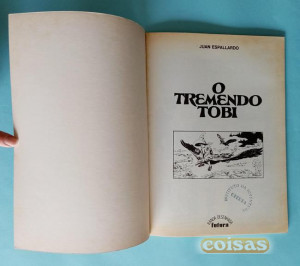 JUAN ESPALLARDO
O
TREMENDO
TOBI
futura
coisas